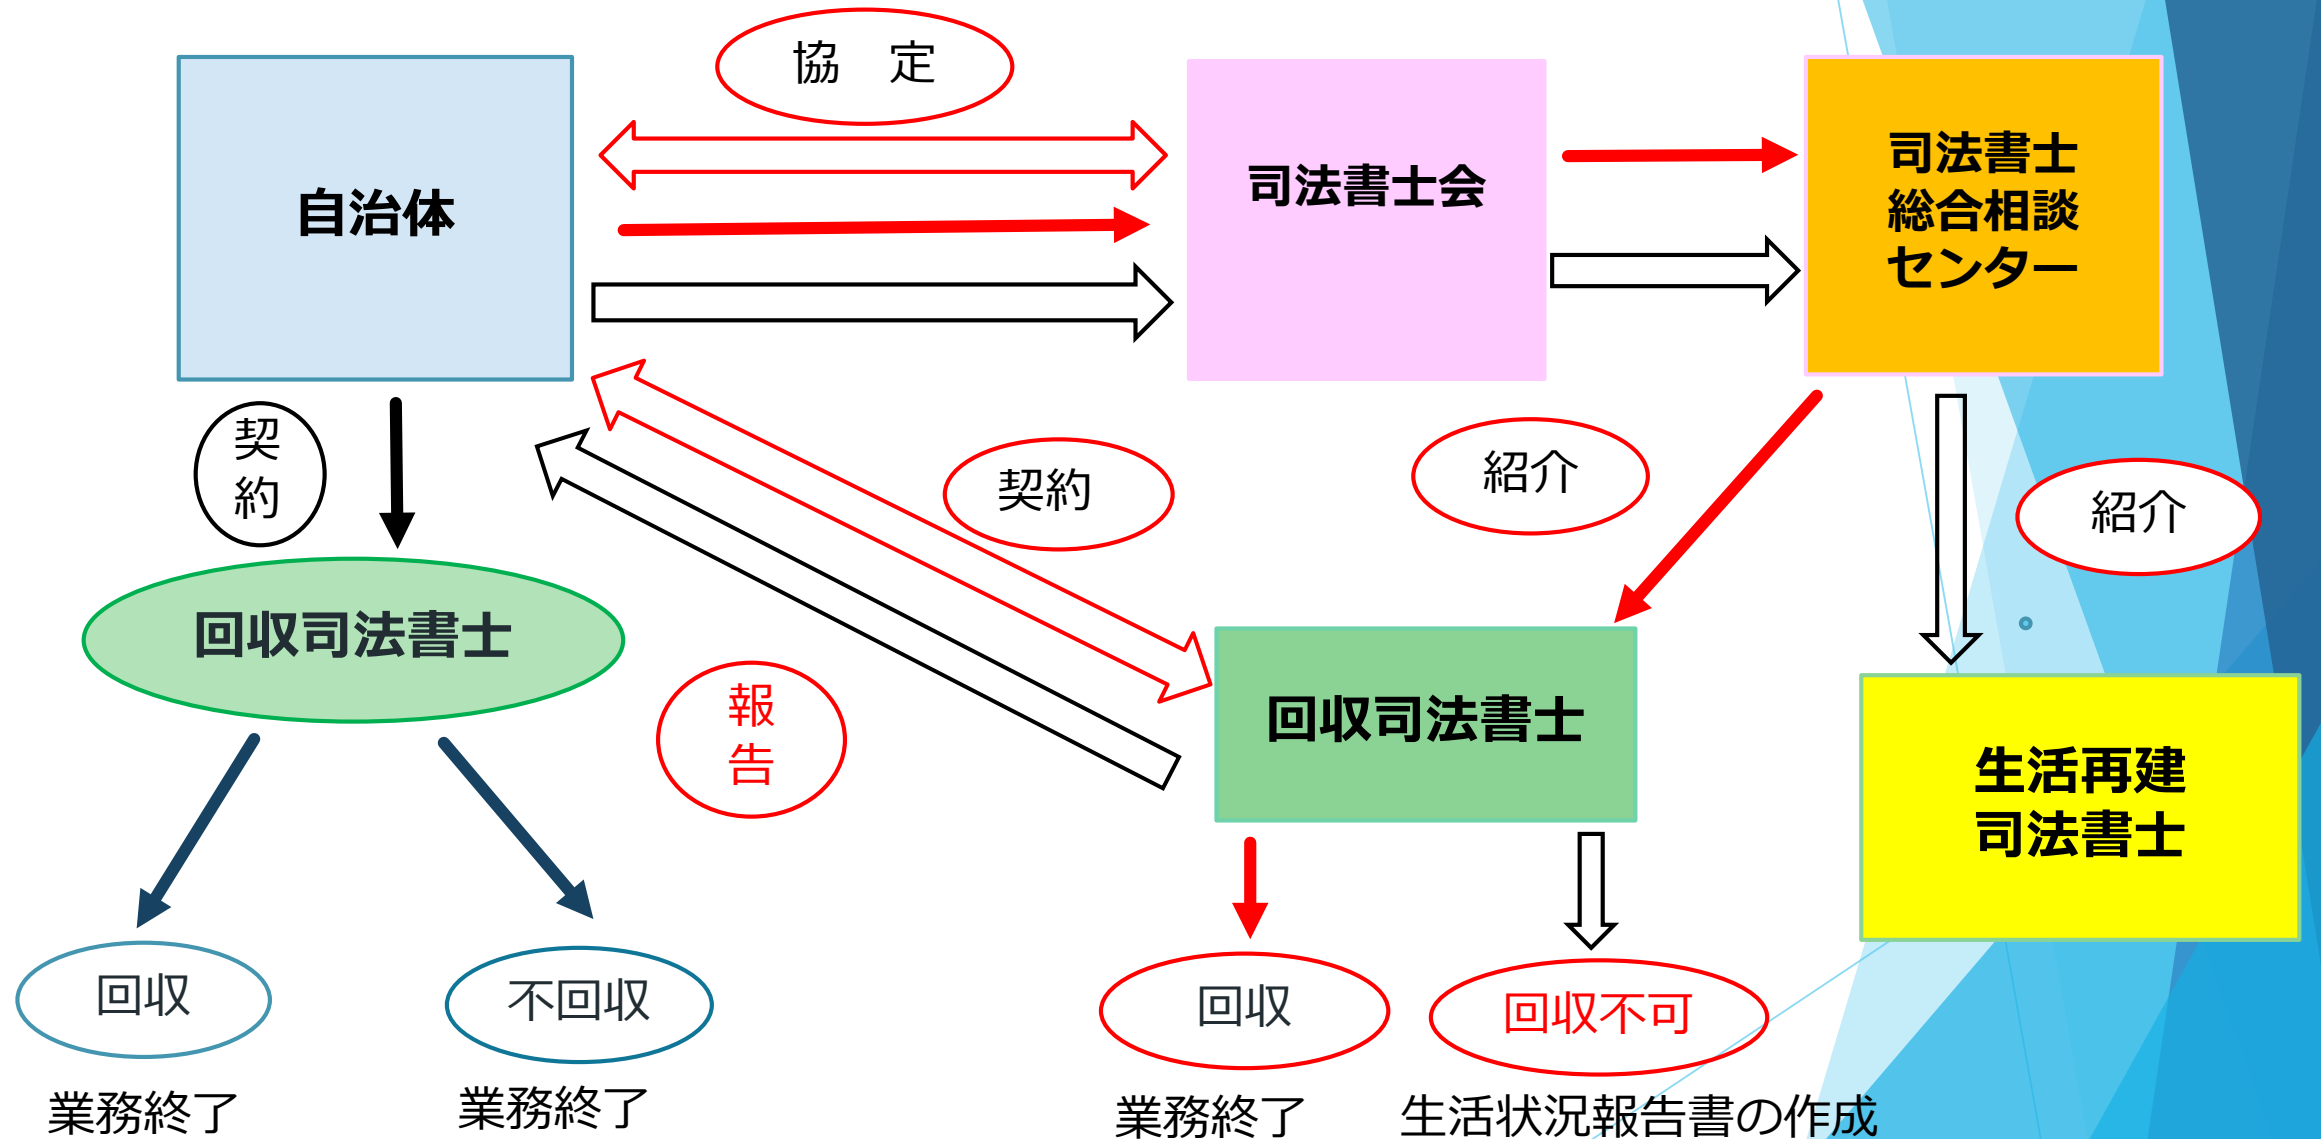 協　定
自治体
司法書士会
司法書士
総合相談
センター
契
約
契約
紹介
紹介
回収司法書士
報
告
回収司法書士
生活再建
司法書士
回収
不回収
回収
回収不可
業務終了
業務終了
業務終了
生活状況報告書の作成